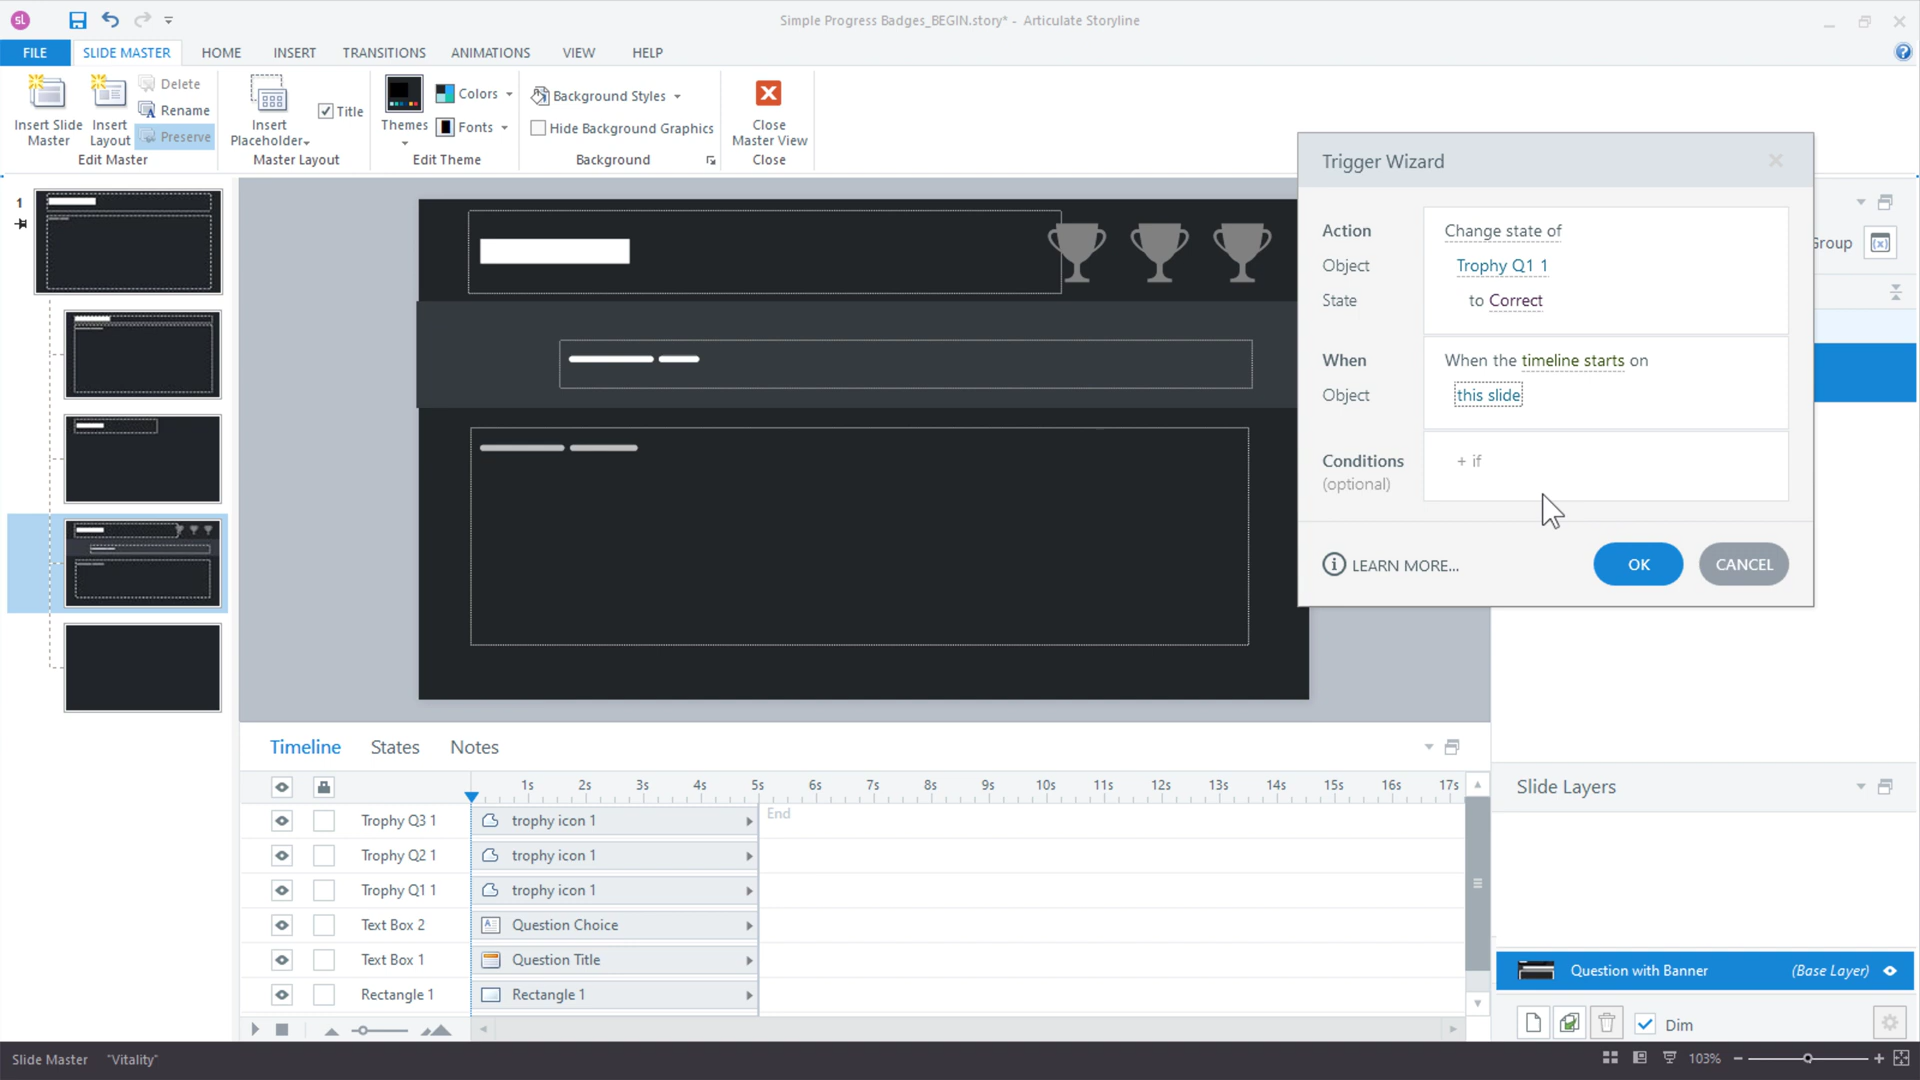 sl
Simple Progress Badges_BEGIN.story* - Articulate Storyline
FILE SLIDE MASTER HOME INSERT TRANSITIONS ANIMATIONS VIEW HELP
Insert Slide Master
Insert Layout
Delete
Rename
Preserve
Edit Master
Insert Placeholder
Title
Master Layout
Themes
Colors
Fonts
Edit Theme
Background Styles
Hide Background Graphics
Background
Close Master View
Close
1
Trigger Wizard
Action Change state of
Object Trophy Q1 1
State to Correct
When When the timeline starts on
Object this slide
Conditions + if
(optional)
LEARN MORE...
OK
CANCEL
Group
(x)
Timeline States Notes
1s 2s 3s 4s 5s 6s 7s 8s 9s 10s 11s 12s 13s 14s 15s 16s 17s
End
Trophy Q3 1 trophy icon 1
Trophy Q2 1 trophy icon 1
Trophy Q1 1 trophy icon 1
Text Box 2 Question Choice
Text Box 1 Question Title
Rectangle 1 Rectangle 1
Slide Layers
Question with Banner (Base Layer)
Dim
Slide Master "Vitality"
103%